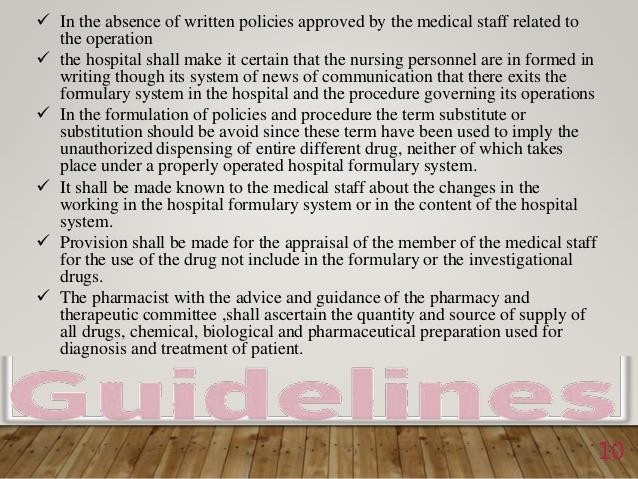 ✓ In the absence of written policies approved by the medical staff related to
the operation
✓ the hospital shall make it certain that the nursing personnel are in formed in
writing though its system of news of communication that there exits the
formulary system in the hospital and the procedure governing its operations
✓ In the formulation of policies and procedure the term substitute or
substitution should be avoid since these term have been used to imply the
unauthorized dispensing of entire different drug, neither of which takes
place under a properly operated hospital formulary system.
✓ It shall be made known to the medical staff about the changes in the
working in the hospital formulary system or in the content of the hospital
system.
✓ Provision shall be made for the appraisal of the member of the medical staff
for the use of the drug not include in the formulary or the investigational
drugs.
✓ The pharmacist with the advice and guidance of the pharmacy and
therapeutic committee ,shall ascertain the quantity and source of supply of
all drugs, chemical, biological and pharmaceutical preparation used for
diagnosis and treatment of patient.
Guidelines
10